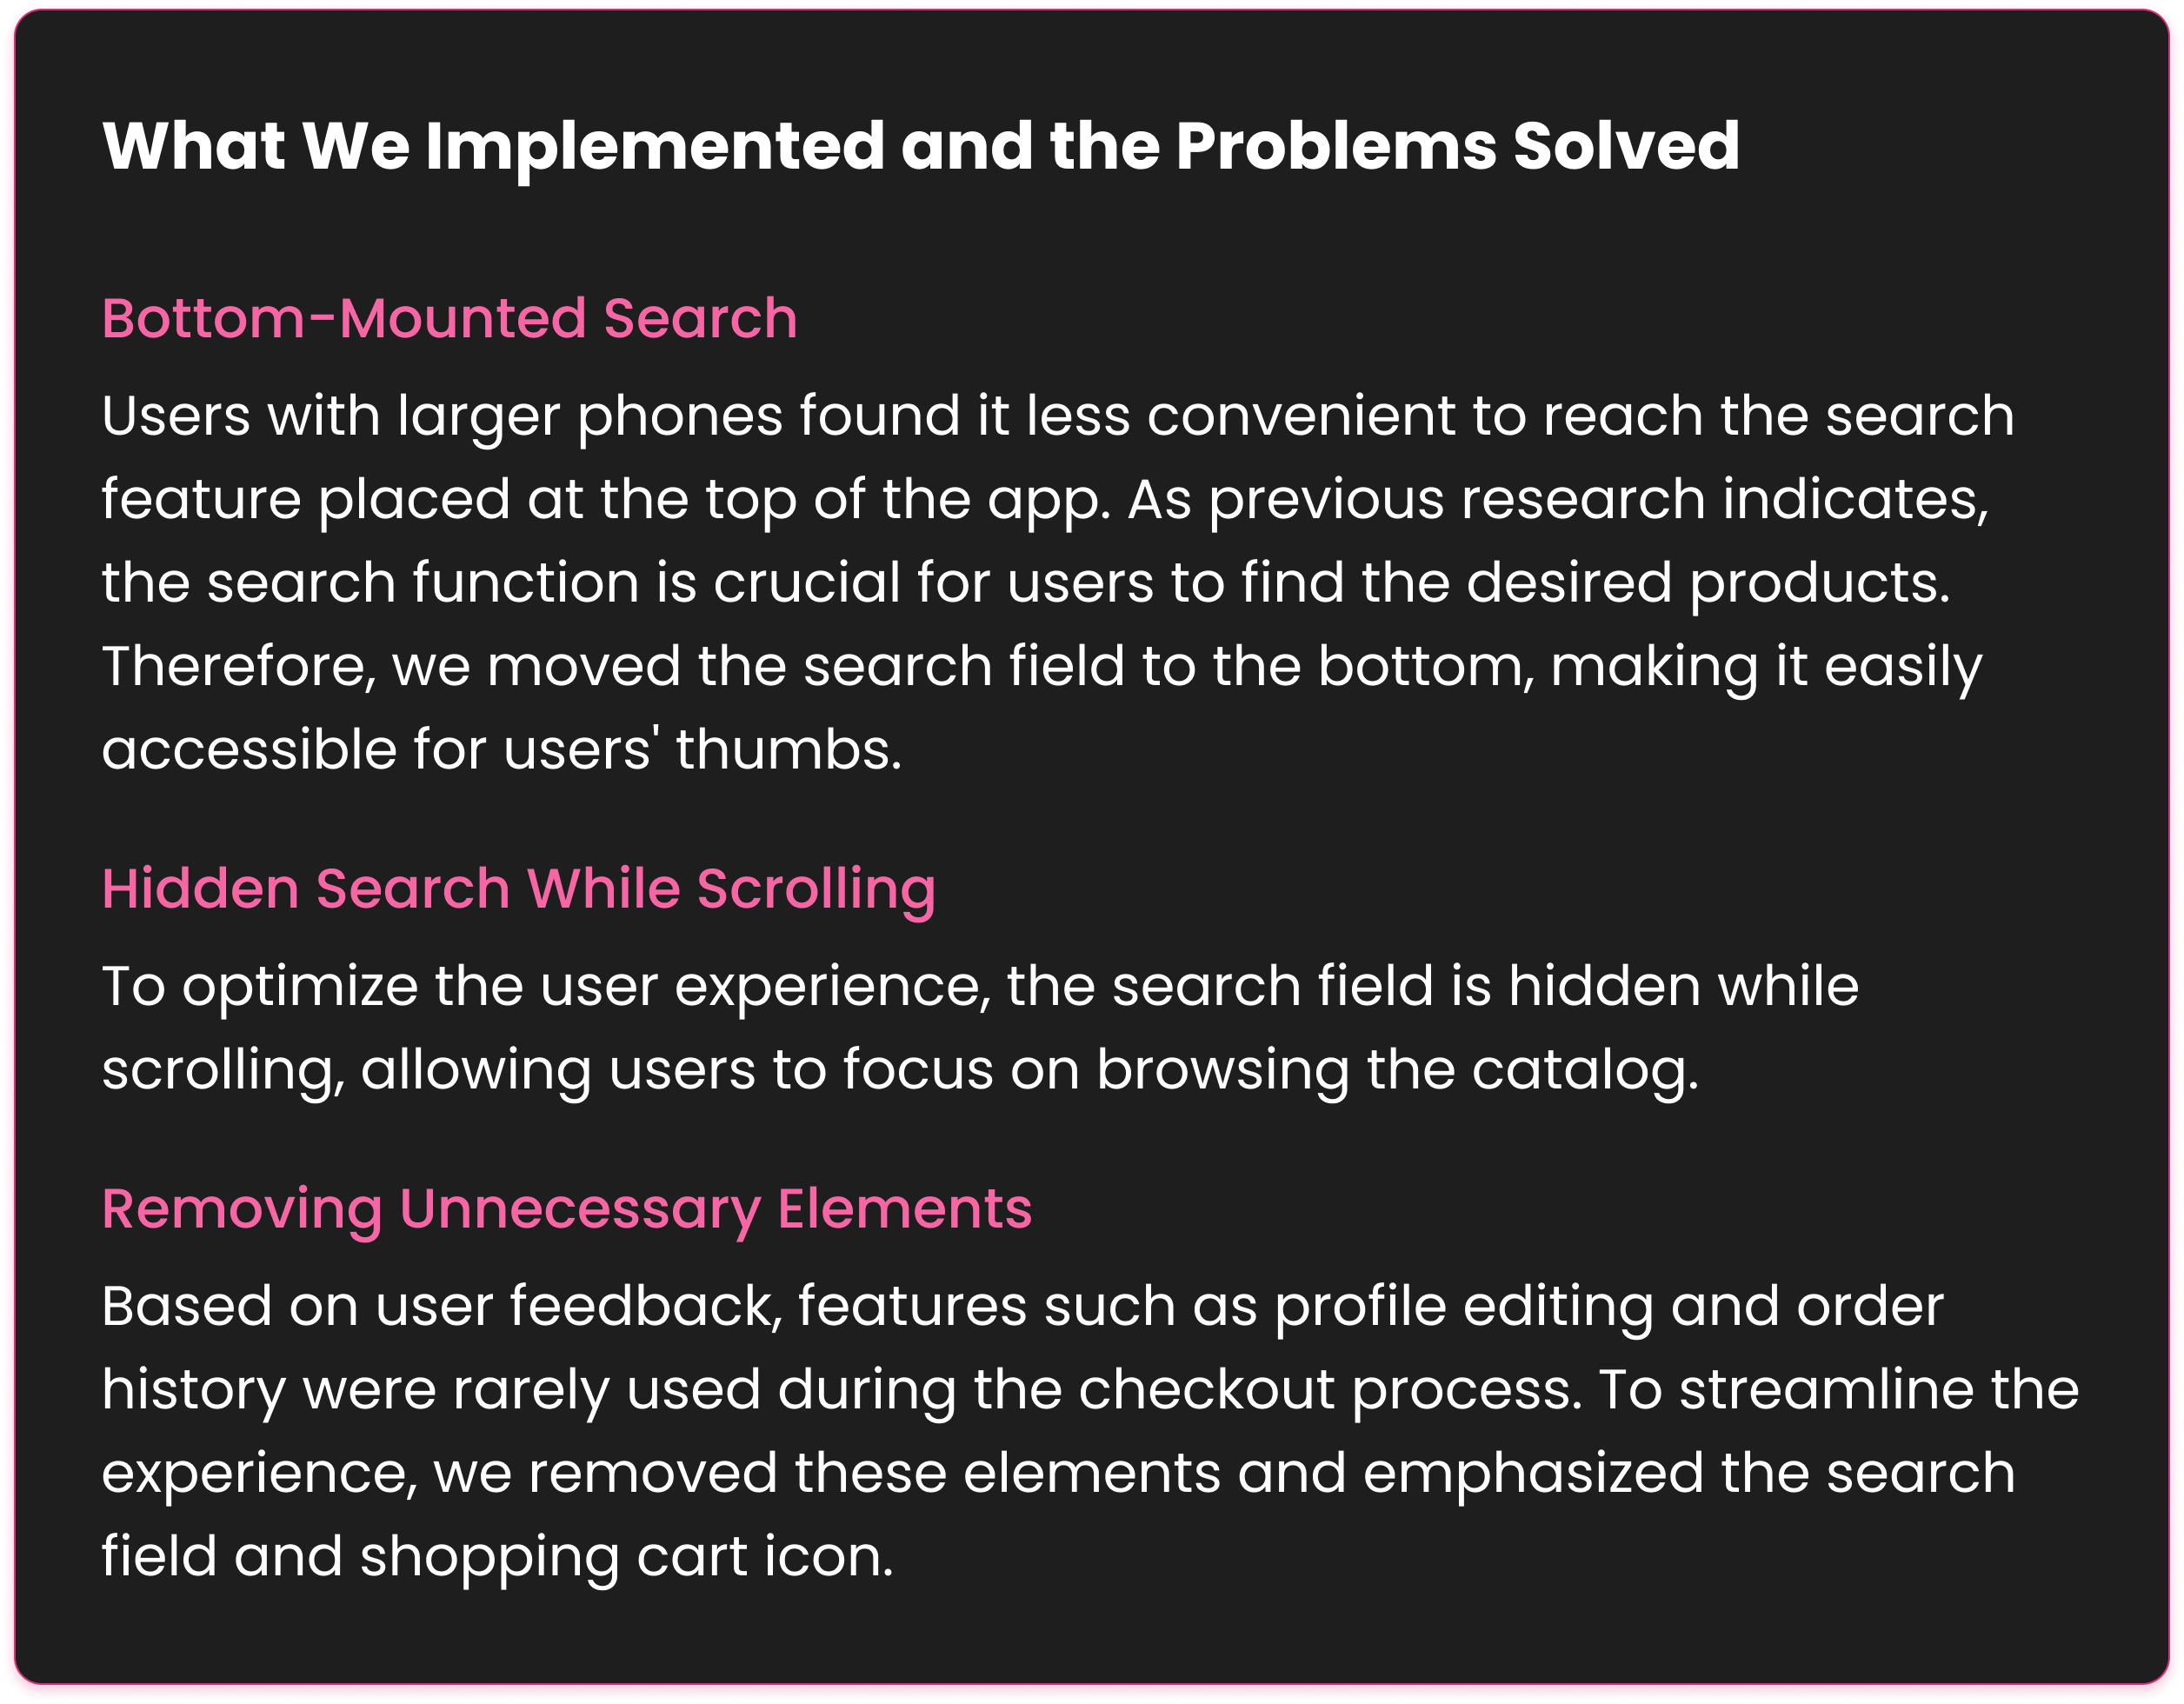 What We Implemented and the Problems Solved
Bottom-Mounted Search
Users with larger phones found it less convenient to reach the search
feature placed at the top of the app. As previous research indicates,
the search function is crucial for users to find the desired products.
Therefore, we moved the search field to the bottom, making it easily
accessible for users' thumbs.
Hidden Search While Scrolling
To optimize the user experience, the search field is hidden while
scrolling, allowing users to focus on browsing the catalog.
Removing Unnecessary Elements
Based on user feedback, features such as profile editing and order
history were rarely used during the checkout process. To streamline the
experience, we removed these elements and emphasized the search
field and shopping cart icon.